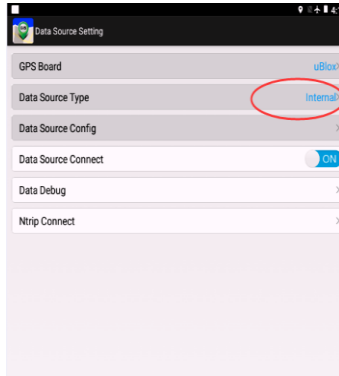 Data Source Setting
GPS Board uBlox
Data Source Type Internal
Data Source Config
Data Source Connect ON
Data Debug
Ntrip Connect